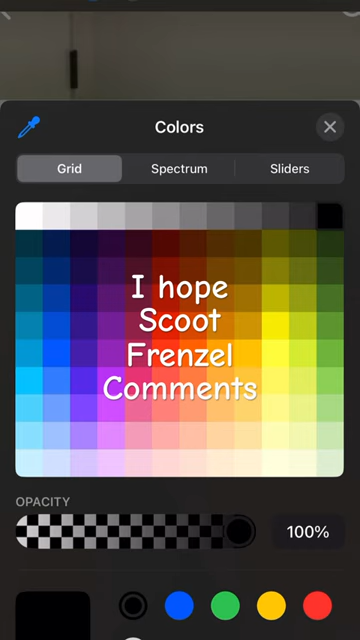 Colors
Grid
Spectrum
Sliders
I hope
Scoot
Frenzel
Comments
OPACITY
100%